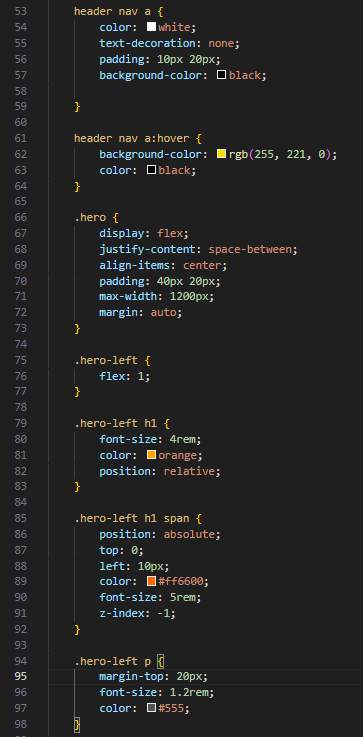 53 header nav a {
54 color: white;
55 text-decoration: none;
56 padding: 10px 20px;
57 background-color: black;
58
59 }
60
61 header nav a:hover {
62 background-color: rgb(255, 221, 0);
63 color: black;
64 }
65
66 .hero {
67 display: flex;
68 justify-content: space-between;
69 align-items: center;
70 padding: 40px 20px;
71 max-width: 1200px;
72 margin: auto;
73 }
74
75 .hero-left {
76 flex: 1;
77 }
78
79 .hero-left h1 {
80 font-size: 4rem;
81 color: orange;
82 position: relative;
83 }
84
85 .hero-left h1 span {
86 position: absolute;
87 top: 0;
88 left: 10px;
89 color: #ff6600;
90 font-size: 5rem;
91 z-index: -1;
92 }
93
94 .hero-left p {
95 margin-top: 20px;
96 font-size: 1.2rem;
97 color: #555;
98 }